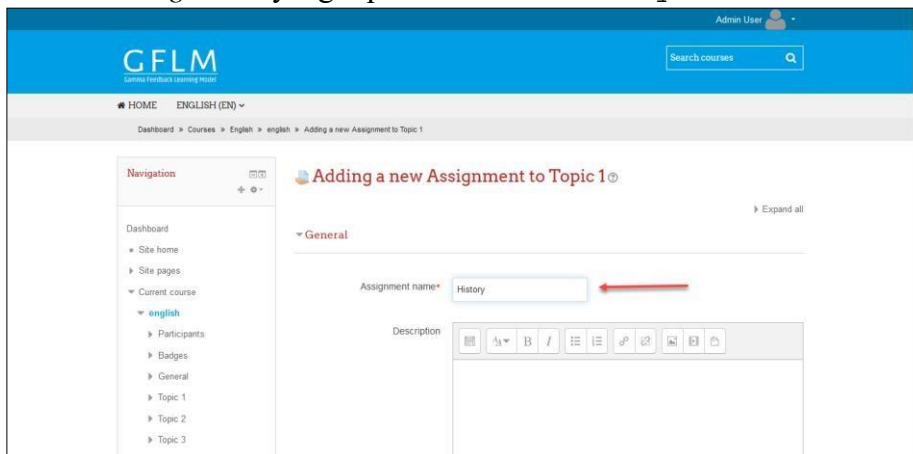 Admin User
GFLM
Gamma Feedback Learning Model
Search courses
HOME ENGLISH (EN)
Dashboard » Courses » English » english » Adding a new Assignment to Topic 1
Navigation
Adding a new Assignment to Topic 1
Expand all
Dashboard
General
Site home
Site pages
Assignment name*
History
Current course
english
Description
B I
Participants
Badges
General
Topic 1
Topic 2
Topic 3